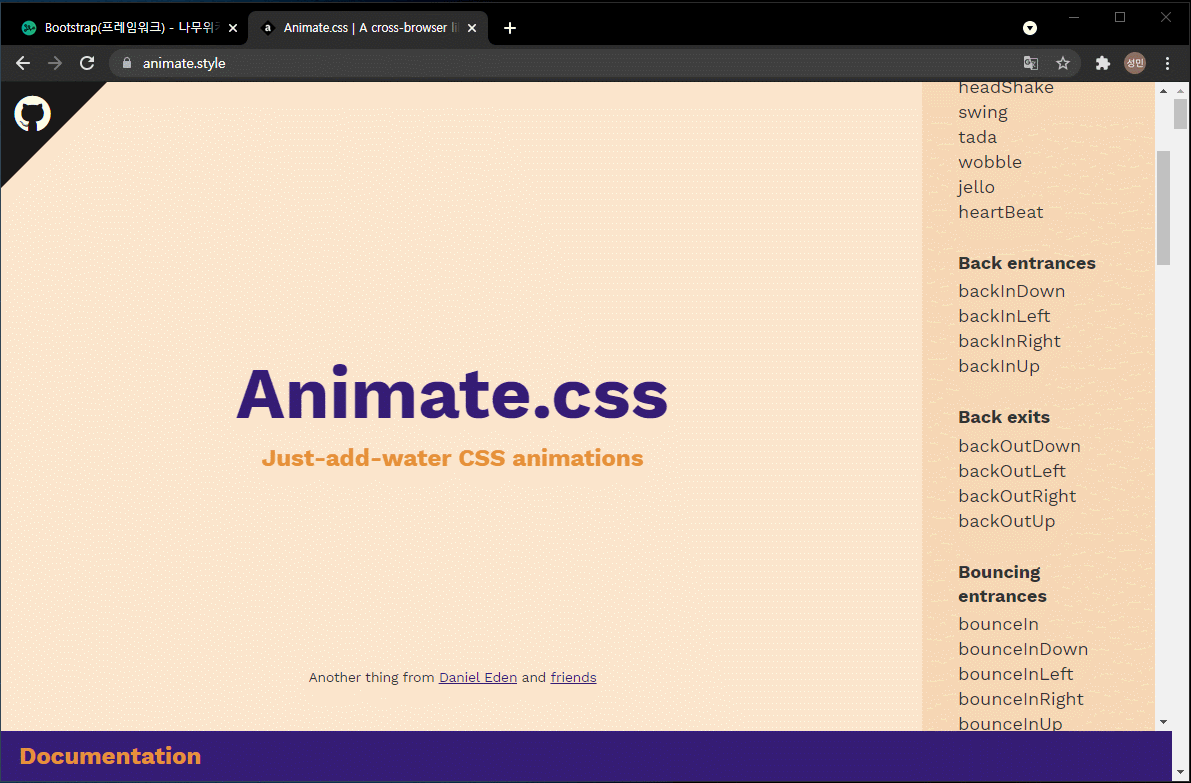 Bootstrap(프레임워크) - 나무위
Animate.css | A cross-browser li
animate.style
성민
headShake
swing
tada
wobble
jello
heartBeat
Back entrances
backInDown
backInLeft
backInRight
backInUp
Back exits
backOutDown
backOutLeft
backOutRight
backOutUp
Bouncing
entrances
bounceIn
bounceInDown
bounceInLeft
bounceInRight
bounceInUp
Animate.css
Just-add-water CSS animations
Another thing from Daniel Eden and friends
Documentation